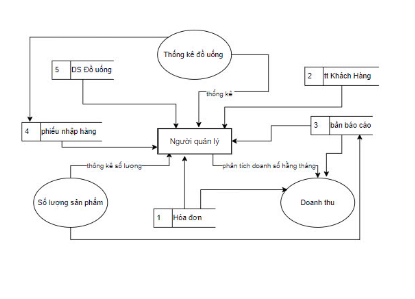 Thống kê đồ uống
5 DS Đồ uống
2 tt Khách Hàng
thống kê
4 phiếu nhập hàng
3 bản báo cáo
Người quản lý
thông kê số lượng
phân tích doanh số hằng tháng
Số lượng sản phẩm
1 Hóa đơn
Doanh thu